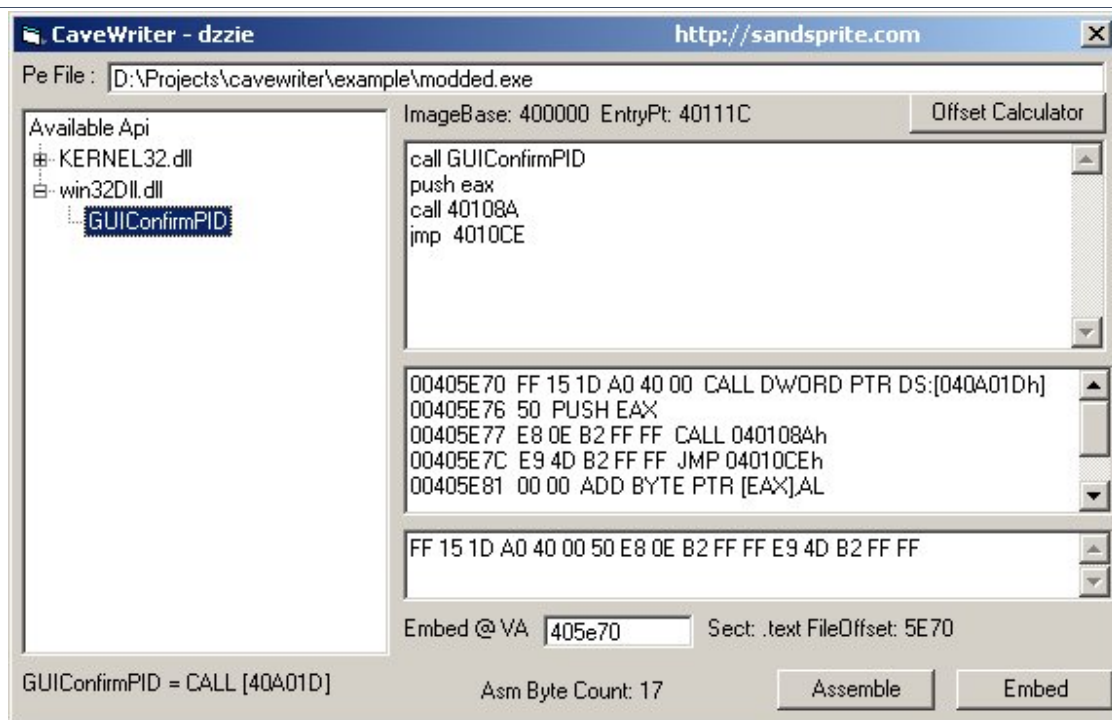 CaveWriter - dzzie http://sandsprite.com
Pe File : D:\Projects\cavewriter\example\modded.exe
Available Api
KERNEL32.dll
win32Dll.dll
GUIConfirmPID
ImageBase: 400000 EntryPt: 40111C
Offset Calculator
call GUIConfirmPID
push eax
call 40108A
jmp 4010CE
00405E70 FF 15 1D A0 40 00 CALL DWORD PTR DS:[040A01Dh]
00405E76 50 PUSH EAX
00405E77 E8 0E B2 FF FF CALL 040108Ah
00405E7C E9 4D B2 FF FF JMP 04010CEh
00405E81 00 00 ADD BYTE PTR [EAX],AL
FF 15 1D A0 40 00 50 E8 0E B2 FF FF E9 4D B2 FF FF
Embed @ VA 405e70 Sect: .text FileOffset: 5E70
GUIConfirmPID = CALL [40A01D]
Asm Byte Count: 17
Assemble
Embed